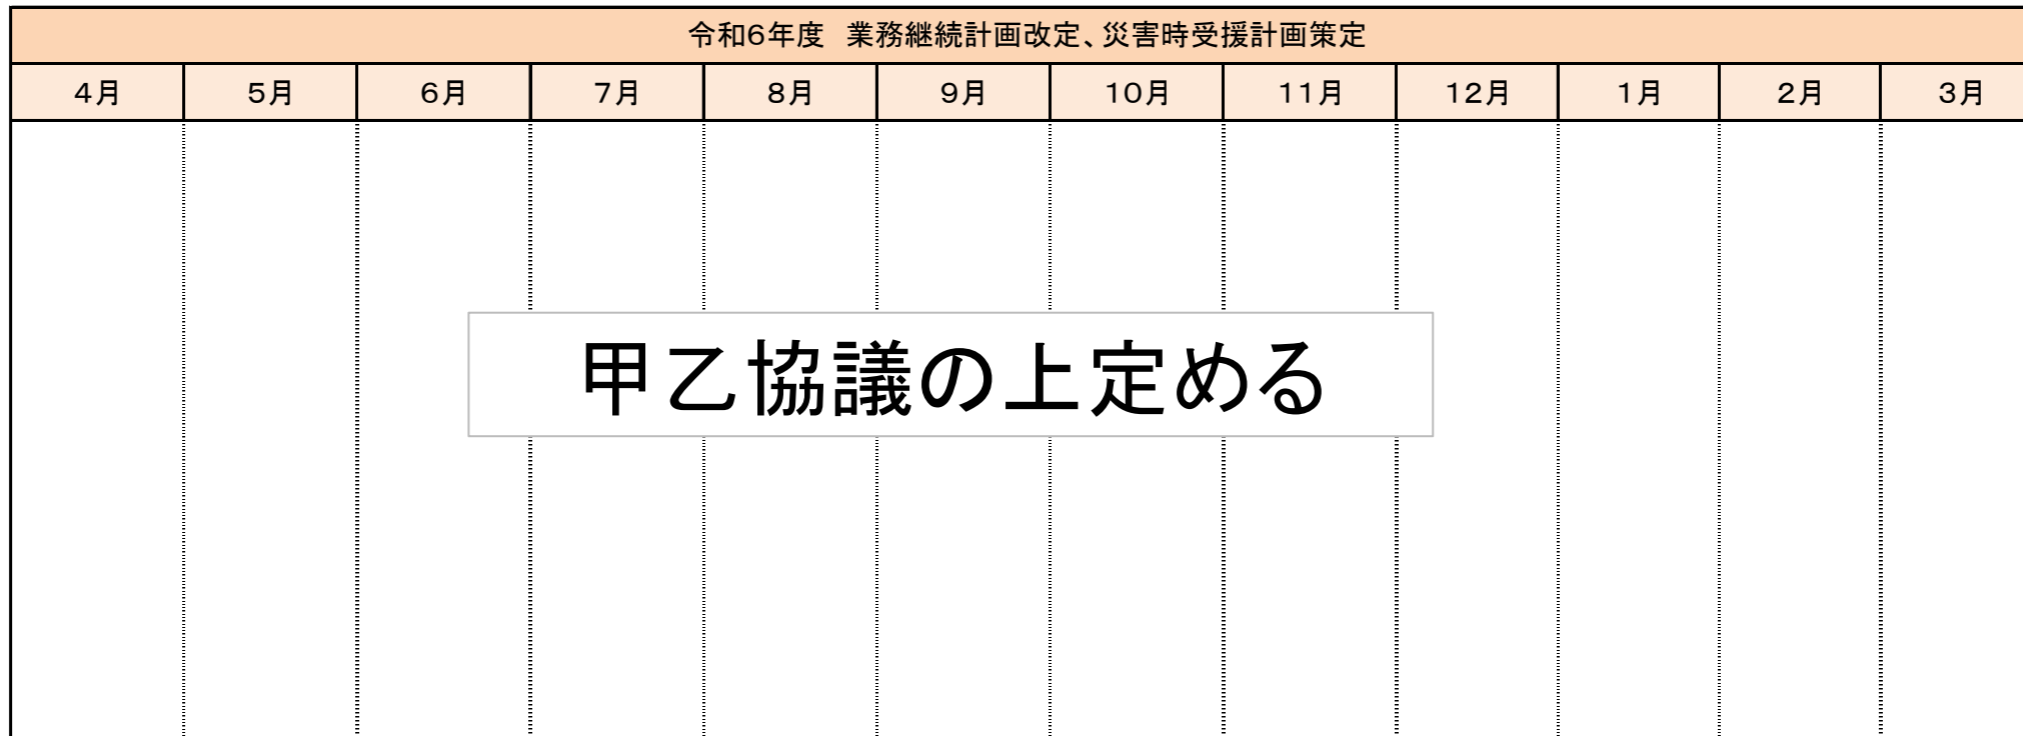 令和6年度　業務継続計画改定、災害時受援計画策定
4月 5月 6月 7月 8月 9月 10月 11月 12月 1月 2月 3月
甲乙協議の上定める